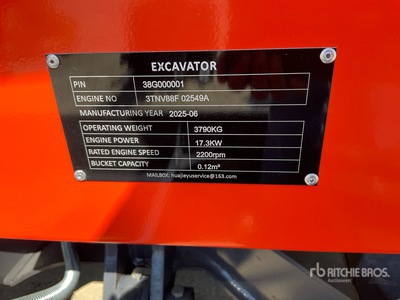 EXCAVATOR
PIN 38G000001
ENGINE NO 3TNV88F 02549A
MANUFACTURING YEAR 2025-06
OPERATING WEIGHT 3790KG
ENGINE POWER 17.3KW
RATED ENGINE SPEED 2200rpm
BUCKET CAPACITY 0.12m³
MAILBOX: huajieyuservice@163.com
rb RITCHIE BROS.
Auctioneers